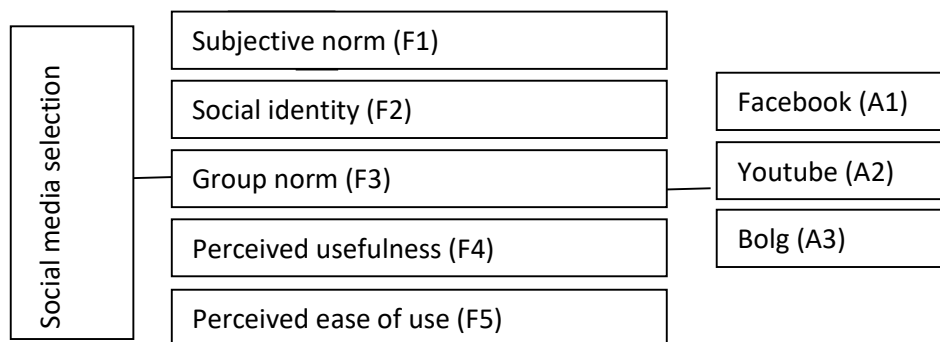 Social media selection
Subjective norm (F1)
Social identity (F2)
Group norm (F3)
Perceived usefulness (F4)
Perceived ease of use (F5)
Facebook (A1)
Youtube (A2)
Bolg (A3)